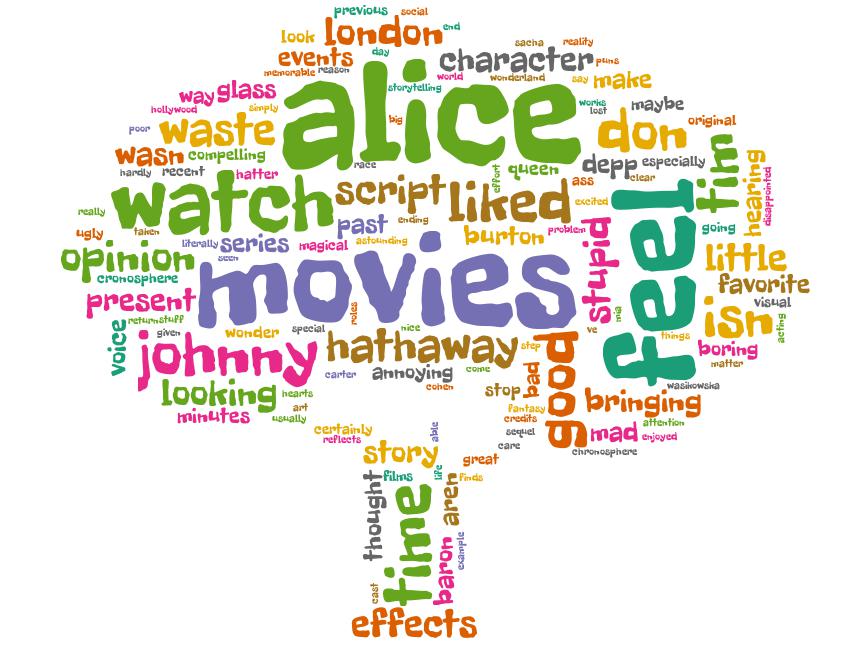 previous social
look london end
events day character sacha reality puns
memorable reason world wonderland say make
way glass alice storytelling works lost maybe
hollywood simply big don original
poor waste
wasn compelling race effort queen depp especially tim hearing
hardly recent hatter ass clear disappointed
watch script liked excited feel
really past ending
ugly taken literally series magical astounding burton problem stupid going
opinion seen movies little
cronosphere favorite
present roles mia visual
returnstuff isn acting
voice given wonder special nice ve things
johnny hathaway step good boring
carter annoying come matter
looking hearts cohen stop bad wasikowska
minutes usually art fantasy bringing
certainly able credits attention
reflects sequel mad enjoyed
story care chronosphere
great
thought films life finds
time aren
baron example
cast
effects